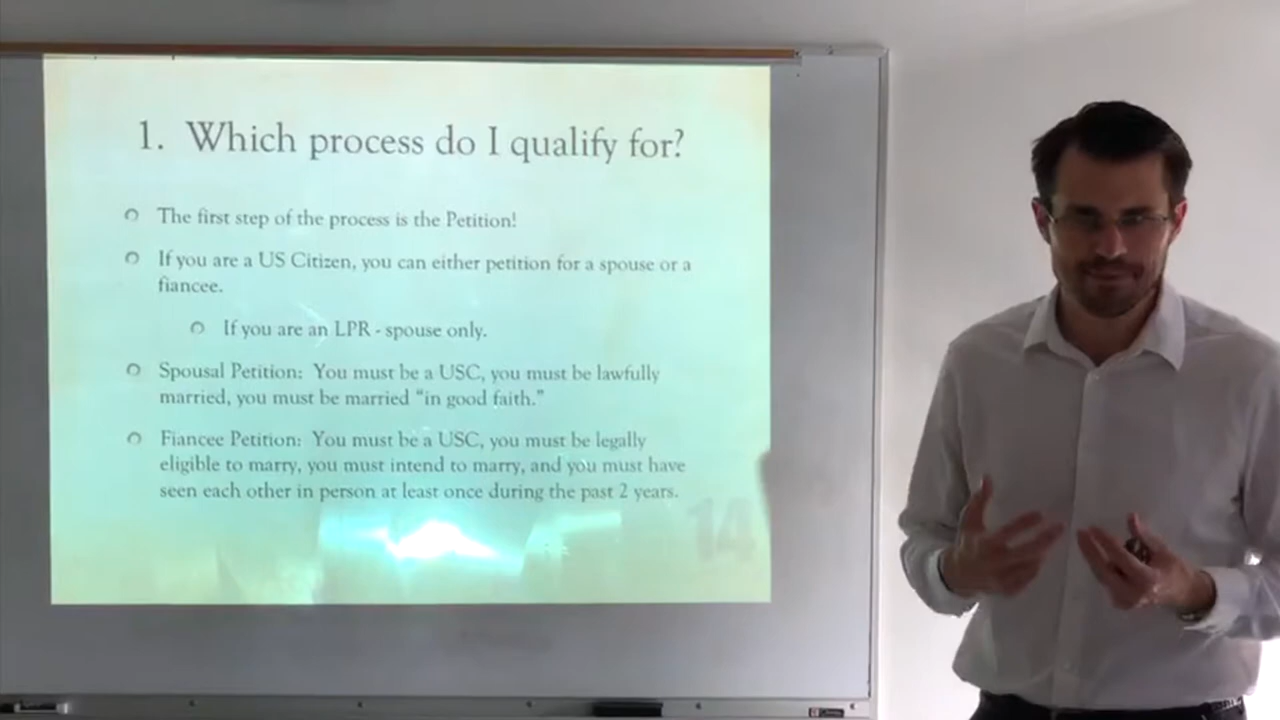 1. Which process do I qualify for?
The first step of the process is the Petition!
If you are a US Citizen, you can either petition for a spouse or a
fiancee.
If you are an LPR - spouse only.
Spousal Petition: You must be a USC, you must be lawfully
married, you must be married “in good faith.”
Fiancee Petition: You must be a USC, you must be legally
eligible to marry, you must intend to marry, and you must have
seen each other in person at least once during the past 2 years.
14